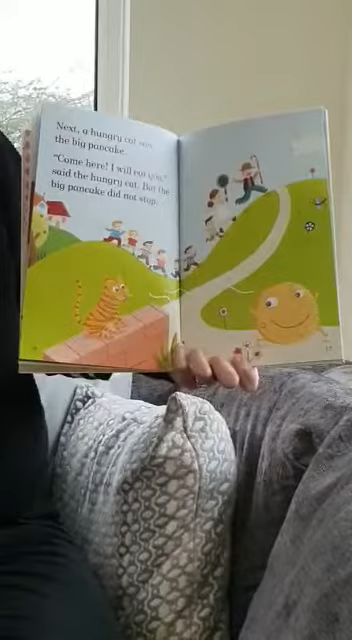 Next, a hungry cat saw
the big pancake.
"Come here! I will eat you,"
said the hungry cat. But the
big pancake did not stop.